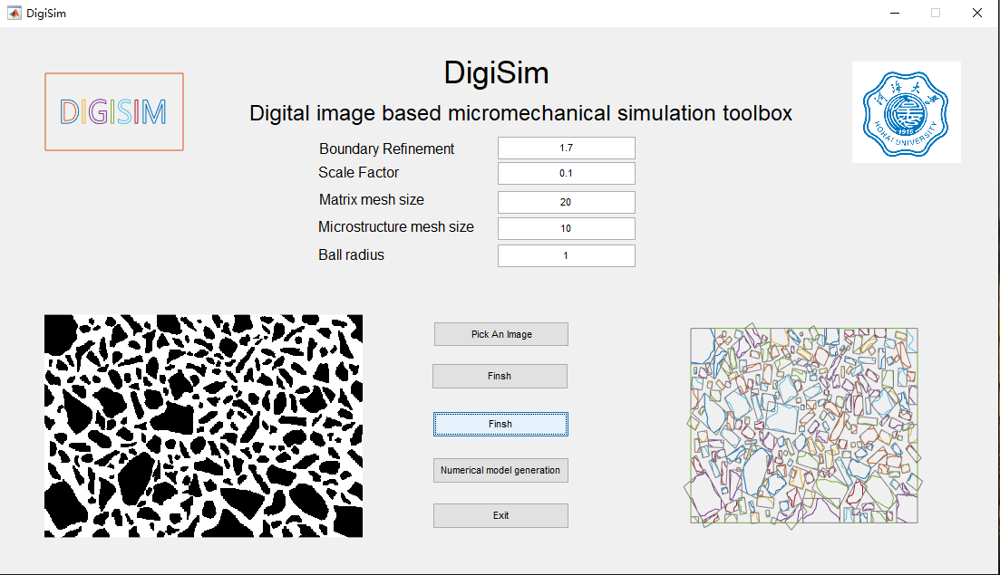 DigiSim
DigiSim
DIGISIM
Digital image based micromechanical simulation toolbox
河海大學
1915
HOHAI UNIVERSITY
Boundary Refinement 1.7
Scale Factor 0.1
Matrix mesh size 20
Microstructure mesh size 10
Ball radius 1
Pick An Image
Finsh
Finsh
Numerical model generation
Exit